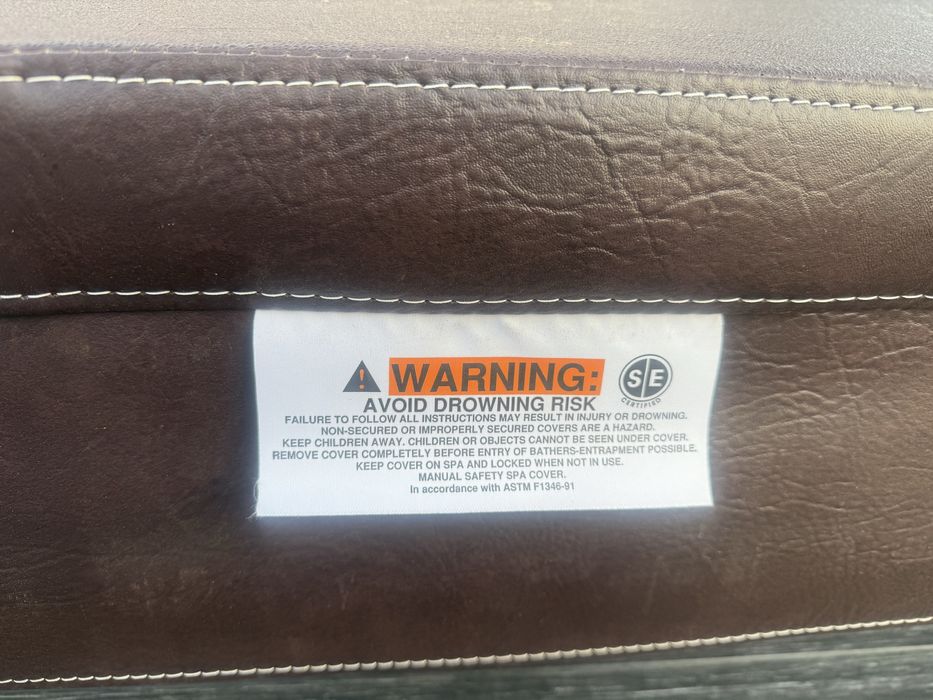 WARNING:
S E
CERTIFIED
AVOID DROWNING RISK
FAILURE TO FOLLOW ALL INSTRUCTIONS MAY RESULT IN INJURY OR DROWNING.
NON-SECURED OR IMPROPERLY SECURED COVERS ARE A HAZARD.
KEEP CHILDREN AWAY. CHILDREN OR OBJECTS CANNOT BE SEEN UNDER COVER.
REMOVE COVER COMPLETELY BEFORE ENTRY OF BATHERS-ENTRAPMENT POSSIBLE.
KEEP COVER ON SPA AND LOCKED WHEN NOT IN USE.
MANUAL SAFETY SPA COVER.
In accordance with ASTM F1346-91